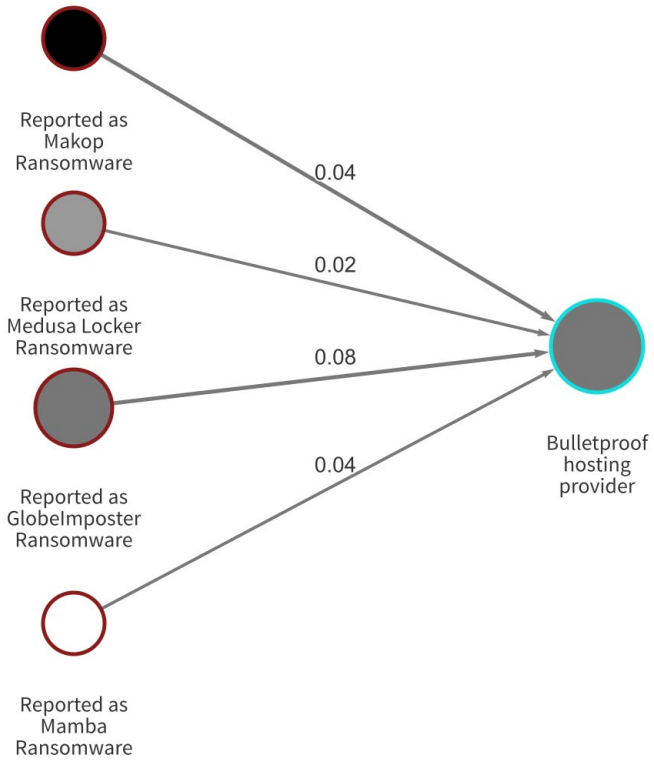 Reported as
Makop
Ransomware
0.04
Reported as
Medusa Locker
Ransomware
0.02
Reported as
GlobeImposter
Ransomware
0.08
Reported as
Mamba
Ransomware
0.04
Bulletproof
hosting
provider